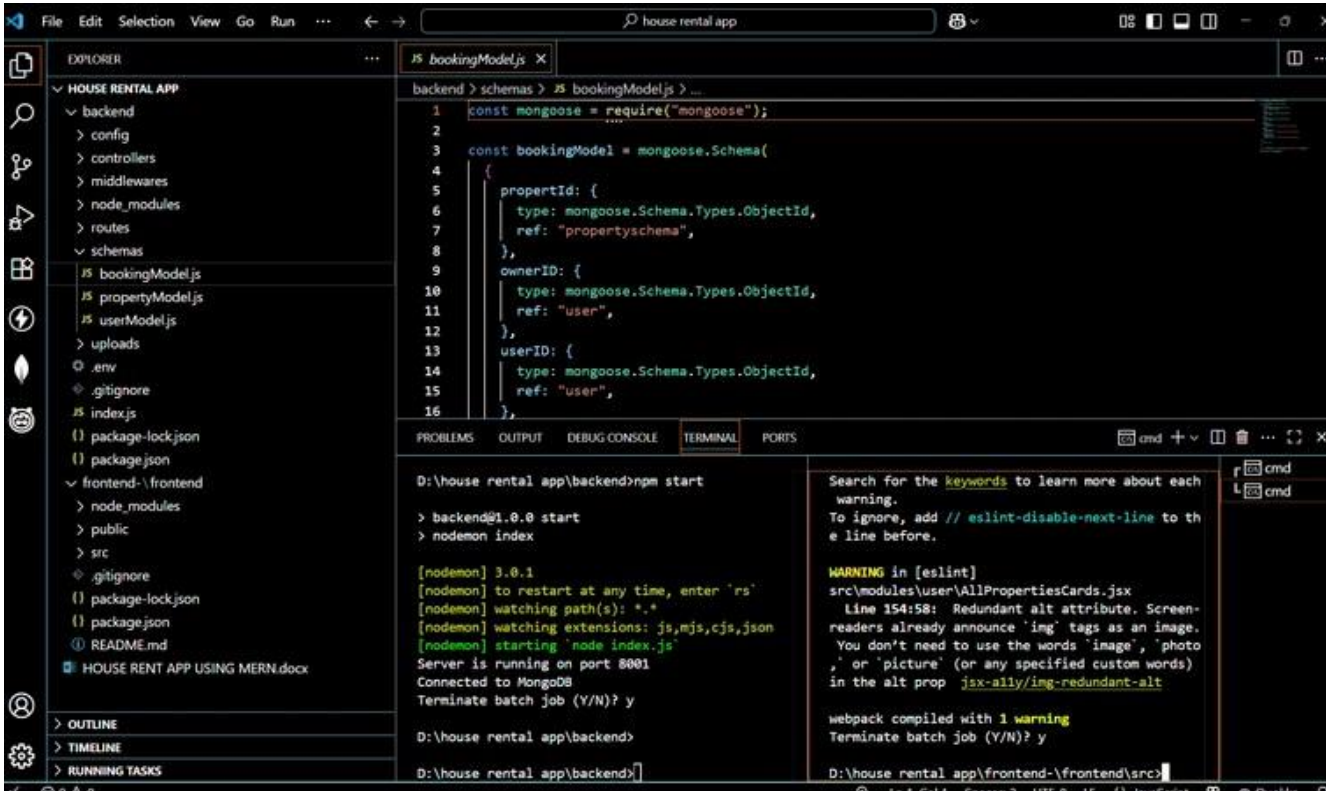 File Edit Selection View Go Run ... house rental app
EXPLORER ...
HOUSE RENTAL APP
backend
config
controllers
middlewares
node_modules
routes
schemas
JS bookingModel.js
JS propertyModel.js
JS userModel.js
uploads
.env
.gitignore
JS index.js
{} package-lock.json
{} package.json
frontend-\frontend
node_modules
public
src
.gitignore
{} package-lock.json
{} package.json
README.md
HOUSE RENT APP USING MERN.docx
OUTLINE
TIMELINE
RUNNING TASKS
JS bookingModel.js
backend > schemas > JS bookingModel.js > ...
1 const mongoose = require("mongoose");
2
3 const bookingModel = mongoose.Schema(
4 {
5 propertId: {
6 type: mongoose.Schema.Types.ObjectId,
7 ref: "propertyschema",
8 },
9 ownerID: {
10 type: mongoose.Schema.Types.ObjectId,
11 ref: "user",
12 },
13 userID: {
14 type: mongoose.Schema.Types.ObjectId,
15 ref: "user",
16 },
PROBLEMS OUTPUT DEBUG CONSOLE TERMINAL PORTS cmd
D:\house rental app\backend>npm start
> backend@1.0.0 start
> nodemon index
[nodemon] 3.0.1
[nodemon] to restart at any time, enter `rs`
[nodemon] watching path(s): *.*
[nodemon] watching extensions: js,mjs,cjs,json
[nodemon] starting `node index.js`
Server is running on port 8001
Connected to MongoDB
Terminate batch job (Y/N)? y
D:\house rental app\backend>
D:\house rental app\backend>
Search for the keywords to learn more about each
warning.
To ignore, add // eslint-disable-next-line to th
e line before.
WARNING in [eslint]
src\modules\user\AllPropertiesCards.jsx
Line 154:58: Redundant alt attribute. Screen-
readers already announce `img` tags as an image.
You don't need to use the words `image`, `photo
,` or `picture` (or any specified custom words)
in the alt prop jsx-a11y/img-redundant-alt
webpack compiled with 1 warning
Terminate batch job (Y/N)? y
D:\house rental app\frontend-\frontend\src>
cmd
cmd